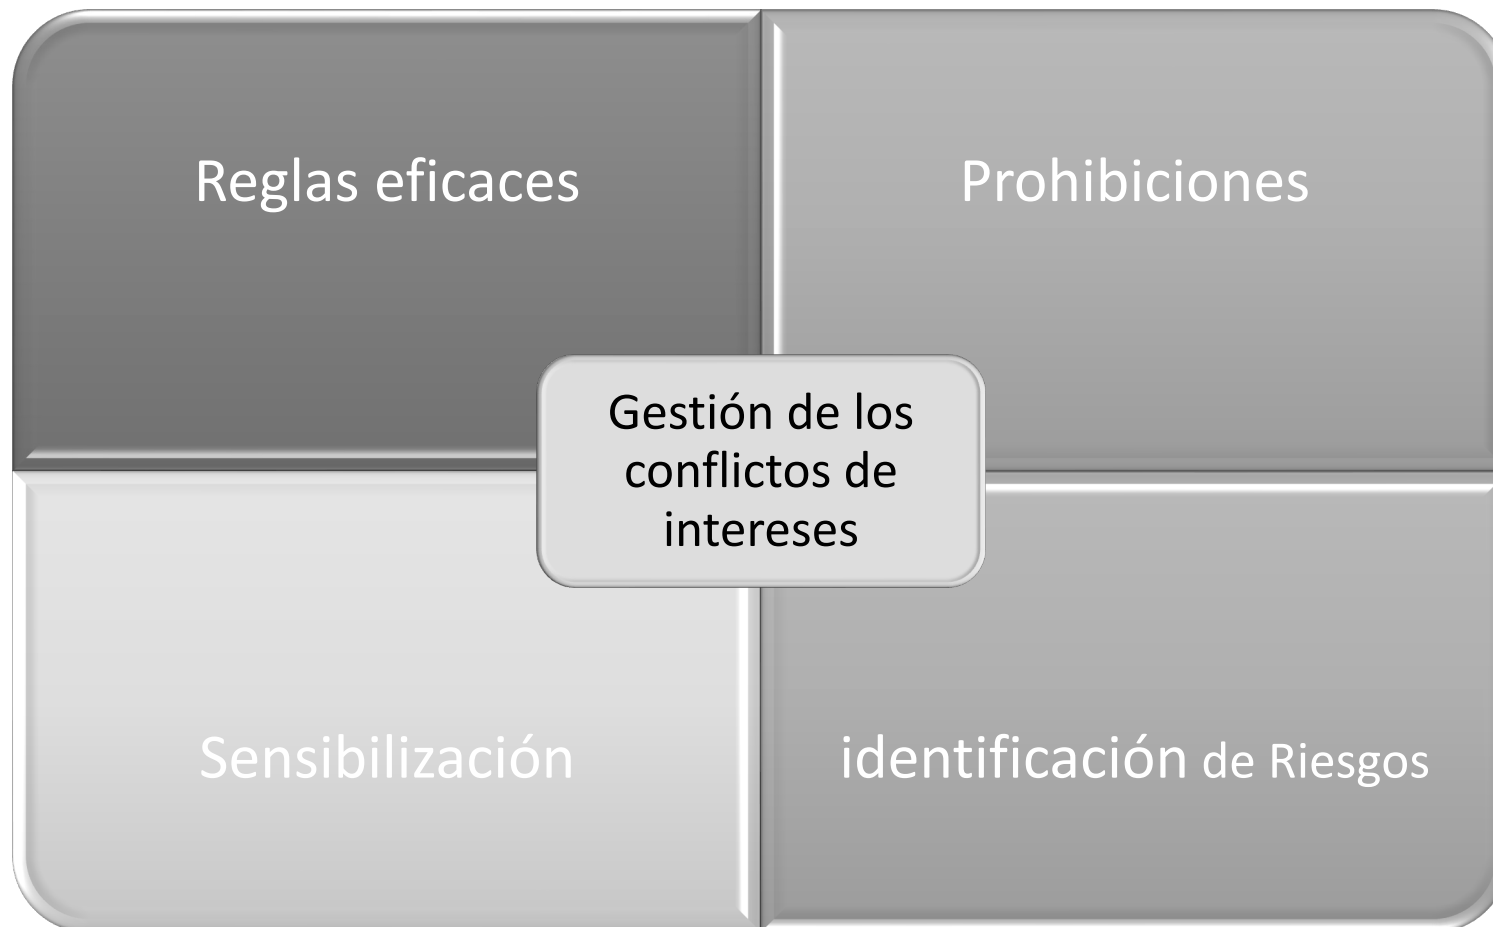 Reglas eficaces
Prohibiciones
Gestión de los
conflictos de
intereses
Sensibilización
identificación de Riesgos